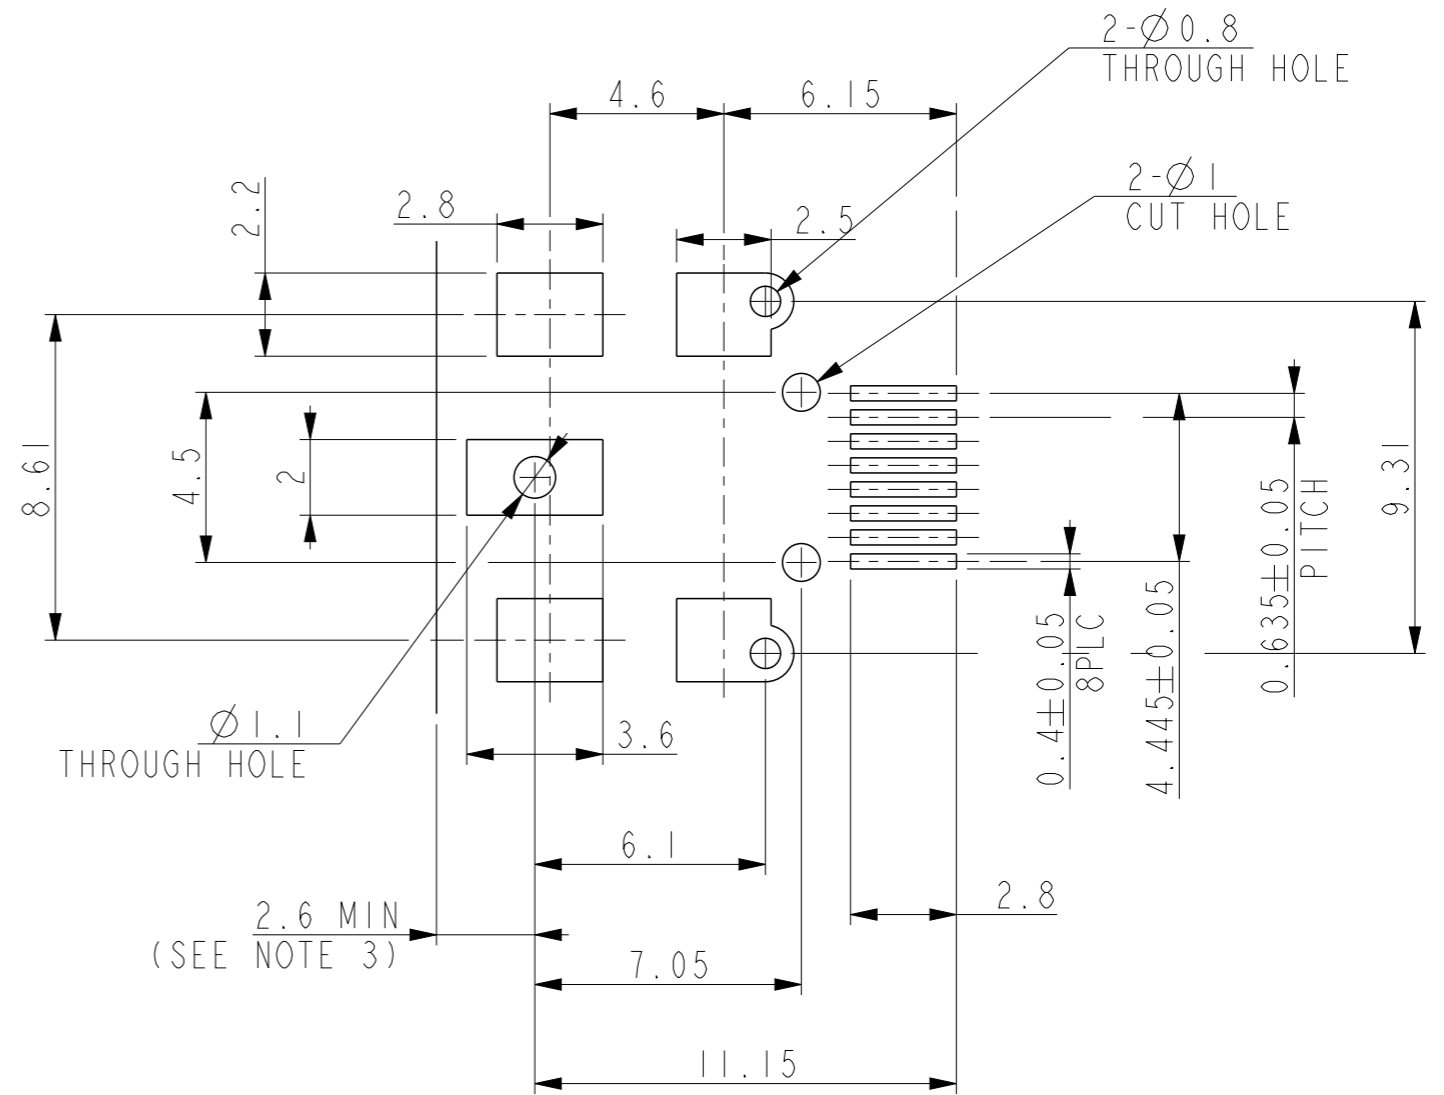 2-∅0.8
THROUGH HOLE
4.6
6.15
2-∅1
CUT HOLE
2.2
2.8
2.5
8.61
4.5
2
9.31
0.635±0.05
PITCH
0.4±0.05
8PLC
4.445±0.05
∅1.1
THROUGH HOLE
3.6
6.1
2.8
2.6 MIN
(SEE NOTE 3)
7.05
11.15